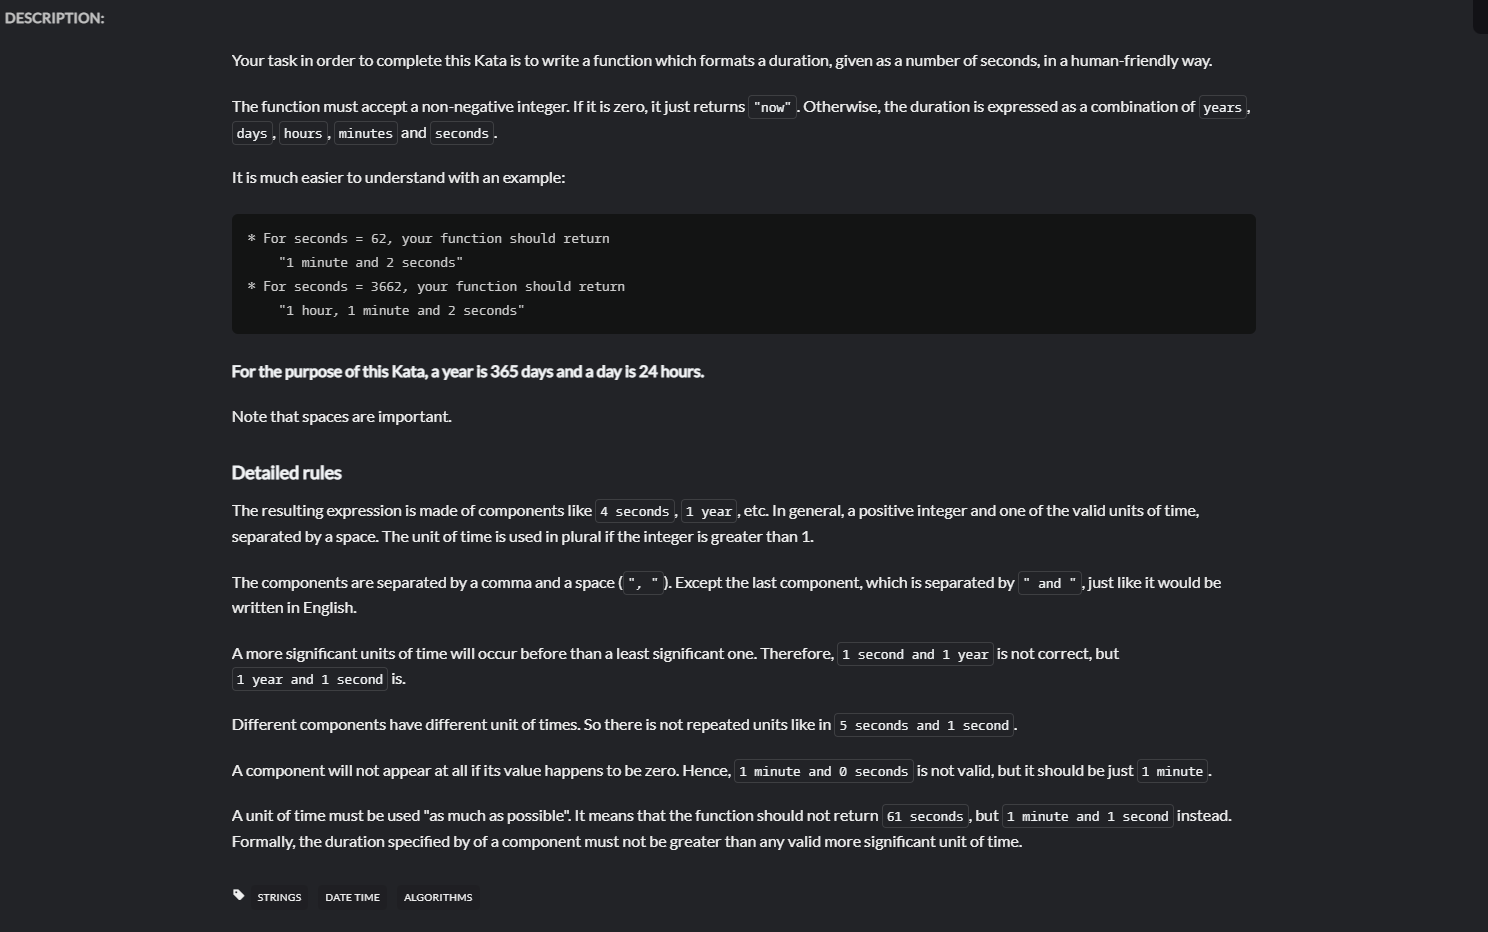 DESCRIPTION:
Your task in order to complete this Kata is to write a function which formats a duration, given as a number of seconds, in a human-friendly way.
The function must accept a non-negative integer. If it is zero, it just returns "now". Otherwise, the duration is expressed as a combination of years,
days, hours, minutes and seconds.
It is much easier to understand with an example:
* For seconds = 62, your function should return
"1 minute and 2 seconds"
* For seconds = 3662, your function should return
"1 hour, 1 minute and 2 seconds"
For the purpose of this Kata, a year is 365 days and a day is 24 hours.
Note that spaces are important.
Detailed rules
The resulting expression is made of components like 4 seconds, 1 year, etc. In general, a positive integer and one of the valid units of time,
separated by a space. The unit of time is used in plural if the integer is greater than 1.
The components are separated by a comma and a space (", "). Except the last component, which is separated by " and ", just like it would be
written in English.
A more significant units of time will occur before than a least significant one. Therefore, 1 second and 1 year is not correct, but
1 year and 1 second is.
Different components have different unit of times. So there is not repeated units like in 5 seconds and 1 second.
A component will not appear at all if its value happens to be zero. Hence, 1 minute and 0 seconds is not valid, but it should be just 1 minute.
A unit of time must be used "as much as possible". It means that the function should not return 61 seconds, but 1 minute and 1 second instead.
Formally, the duration specified by of a component must not be greater than any valid more significant unit of time.
STRINGS DATE TIME ALGORITHMS